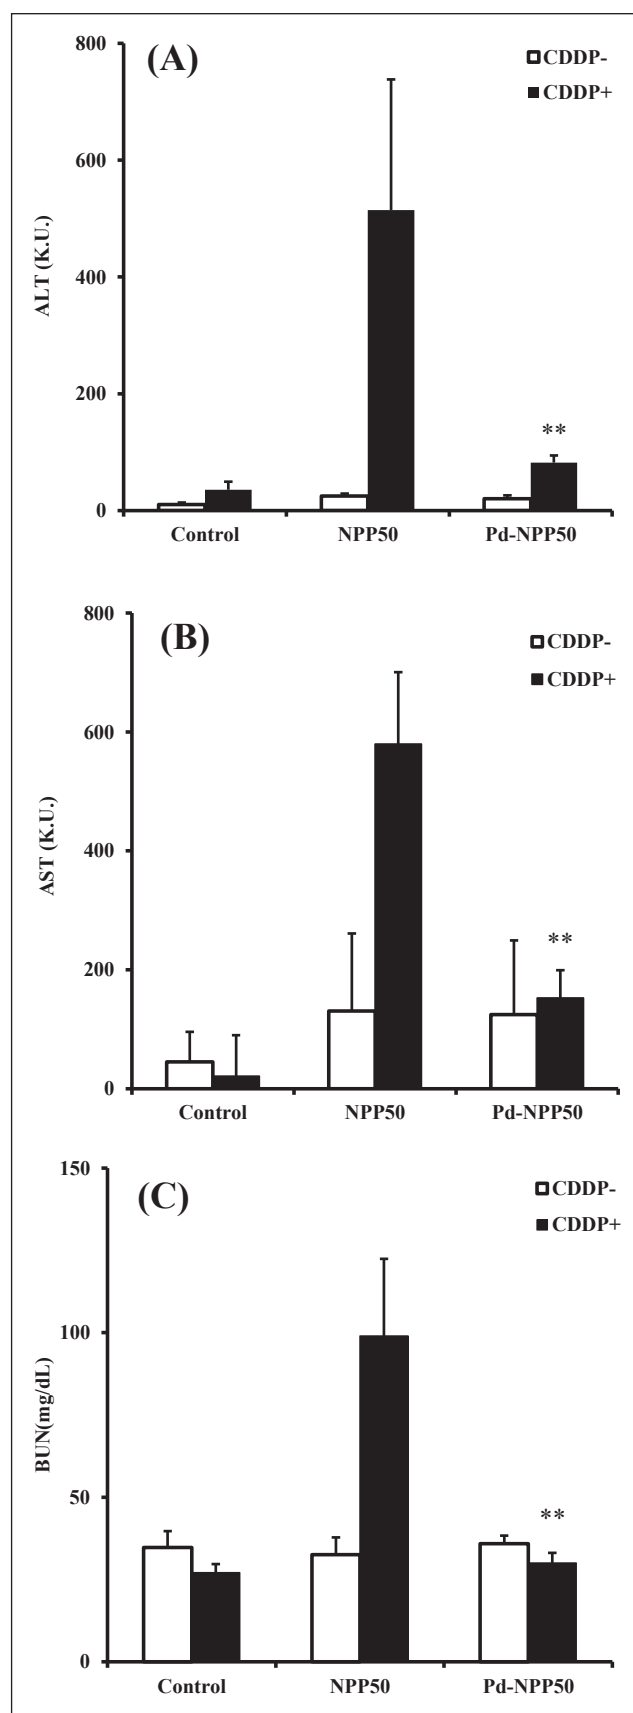 (A)
CDDP-
CDDP+
800
600
400
200
0
ALT (K.U.)
**
Control NPP50 Pd-NPP50
(B)
CDDP-
CDDP+
800
600
400
200
0
AST (K.U.)
**
Control NPP50 Pd-NPP50
(C)
CDDP-
CDDP+
150
100
50
0
BUN(mg/dL)
**
Control NPP50 Pd-NPP50